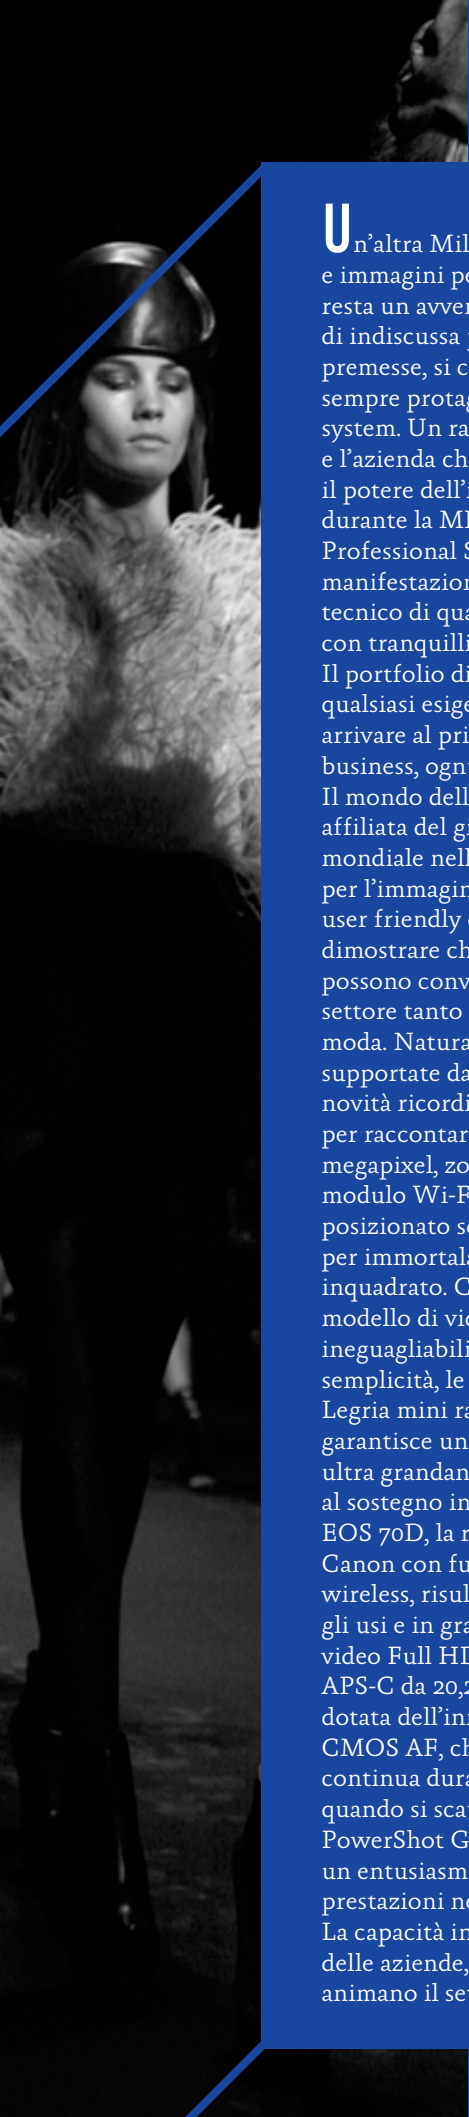 Un’altra Mil
e immagini pe
resta un avven
di indiscussa p
premesse, si c
sempre protag
system. Un ra
e l’azienda ch
il potere dell’i
durante la MF
Professional S
manifestazion
tecnico di qua
con tranquilli
Il portfolio di
qualsiasi esige
arrivare al pri
business, ogn
Il mondo dell
affiliata del gi
mondiale nell
per l’immagin
user friendly
dimostrare ch
possono conv
settore tanto
moda. Natura
supportate da
novità ricordi
per raccontar
megapixel, zo
modulo Wi-F
posizionato s
per immortala
inquadrato. C
modello di vid
ineguagliabili
semplicità, le
Legria mini ra
garantisce un
ultra grandan
al sostegno in
EOS 70D, la r
Canon con fu
wireless, risul
gli usi e in gra
video Full HD
APS-C da 20,2
dotata dell’in
CMOS AF, ch
continua dura
quando si sca
PowerShot G
un entusiasm
prestazioni ne
La capacità in
delle aziende,
animano il set